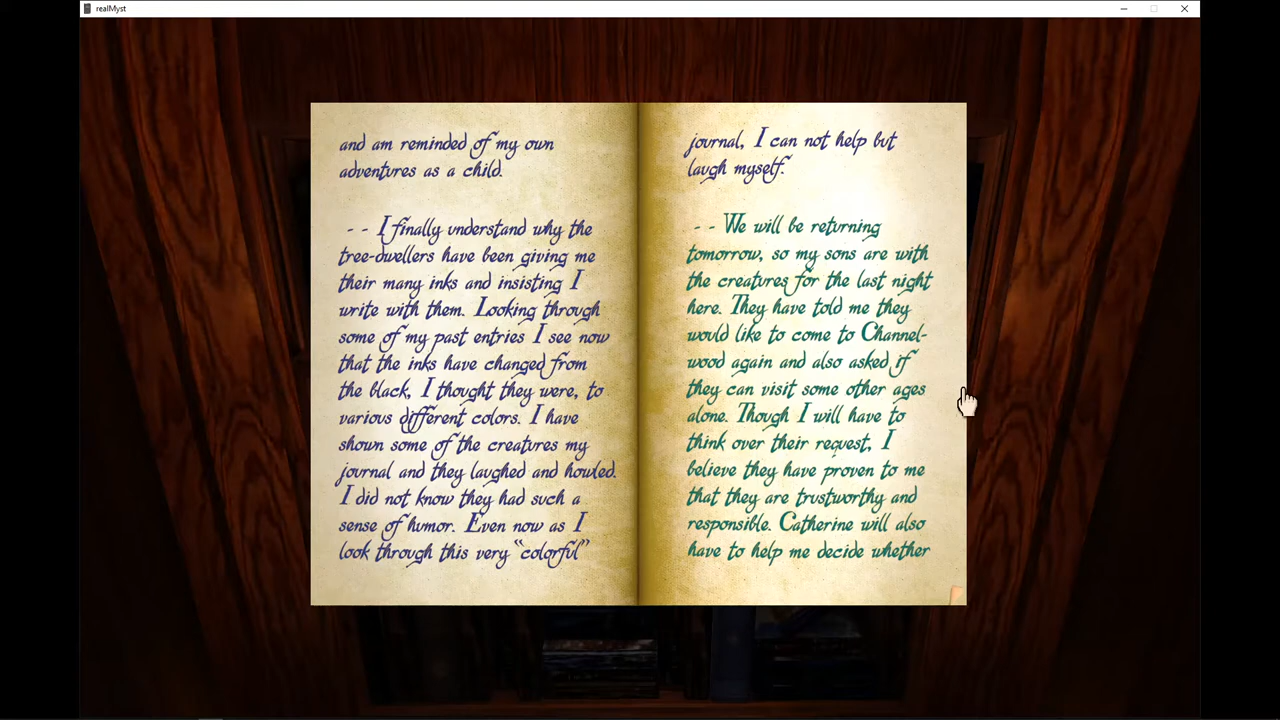 realMyst
and am reminded of my own
adventures as a child.
-- I finally understand why the
tree-dwellers have been giving me
their many inks and insisting I
write with them. Looking through
some of my past entries I see now
that the inks have changed from
the black, I thought they were, to
various different colors. I have
shown some of the creatures my
journal and they laughed and howled.
I did not know they had such a
sense of humor. Even now as I
look through this very “colorful”
journal, I can not help but
laugh myself.
-- We will be returning
tomorrow, so my sons are with
the creatures for the last night
here. They have told me they
would like to come to Channel-
wood again and also asked if
they can visit some other ages
alone. Though I will have to
think over their request, I
believe they have proven to me
that they are trustworthy and
responsible. Catherine will also
have to help me decide whether